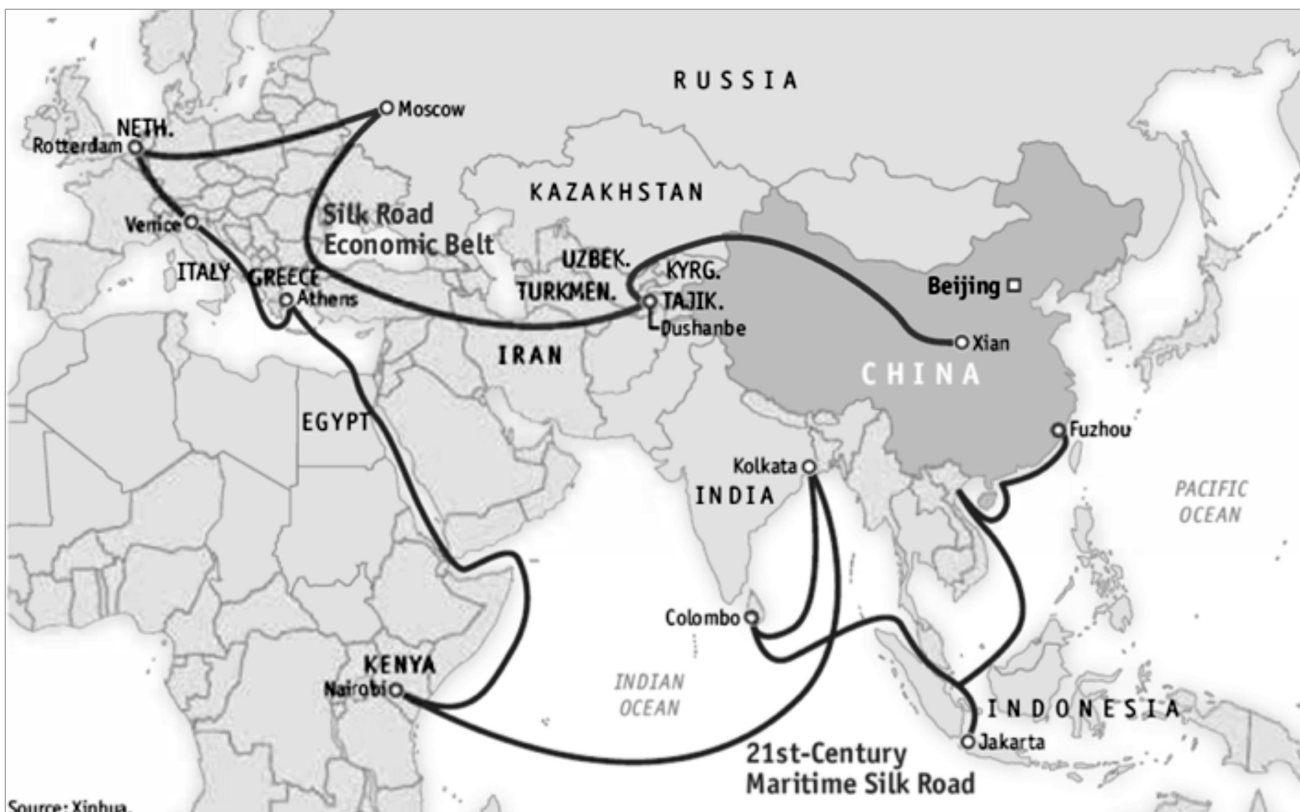 RUSSIA
Moscow
NETH.
Rotterdam
KAZAKHSTAN
Venice
Silk Road
Economic Belt
UZBEK.
KYRG.
ITALY
GREECE
Athens
TURKMEN.
TAJIK.
Dushanbe
Beijing
IRAN
Xian
CHINA
EGYPT
Fuzhou
Kolkata
INDIA
PACIFIC
OCEAN
Colombo
KENYA
Nairobi
INDIAN
OCEAN
INDONESIA
Jakarta
21st-Century
Maritime Silk Road
Source: Xinhua.